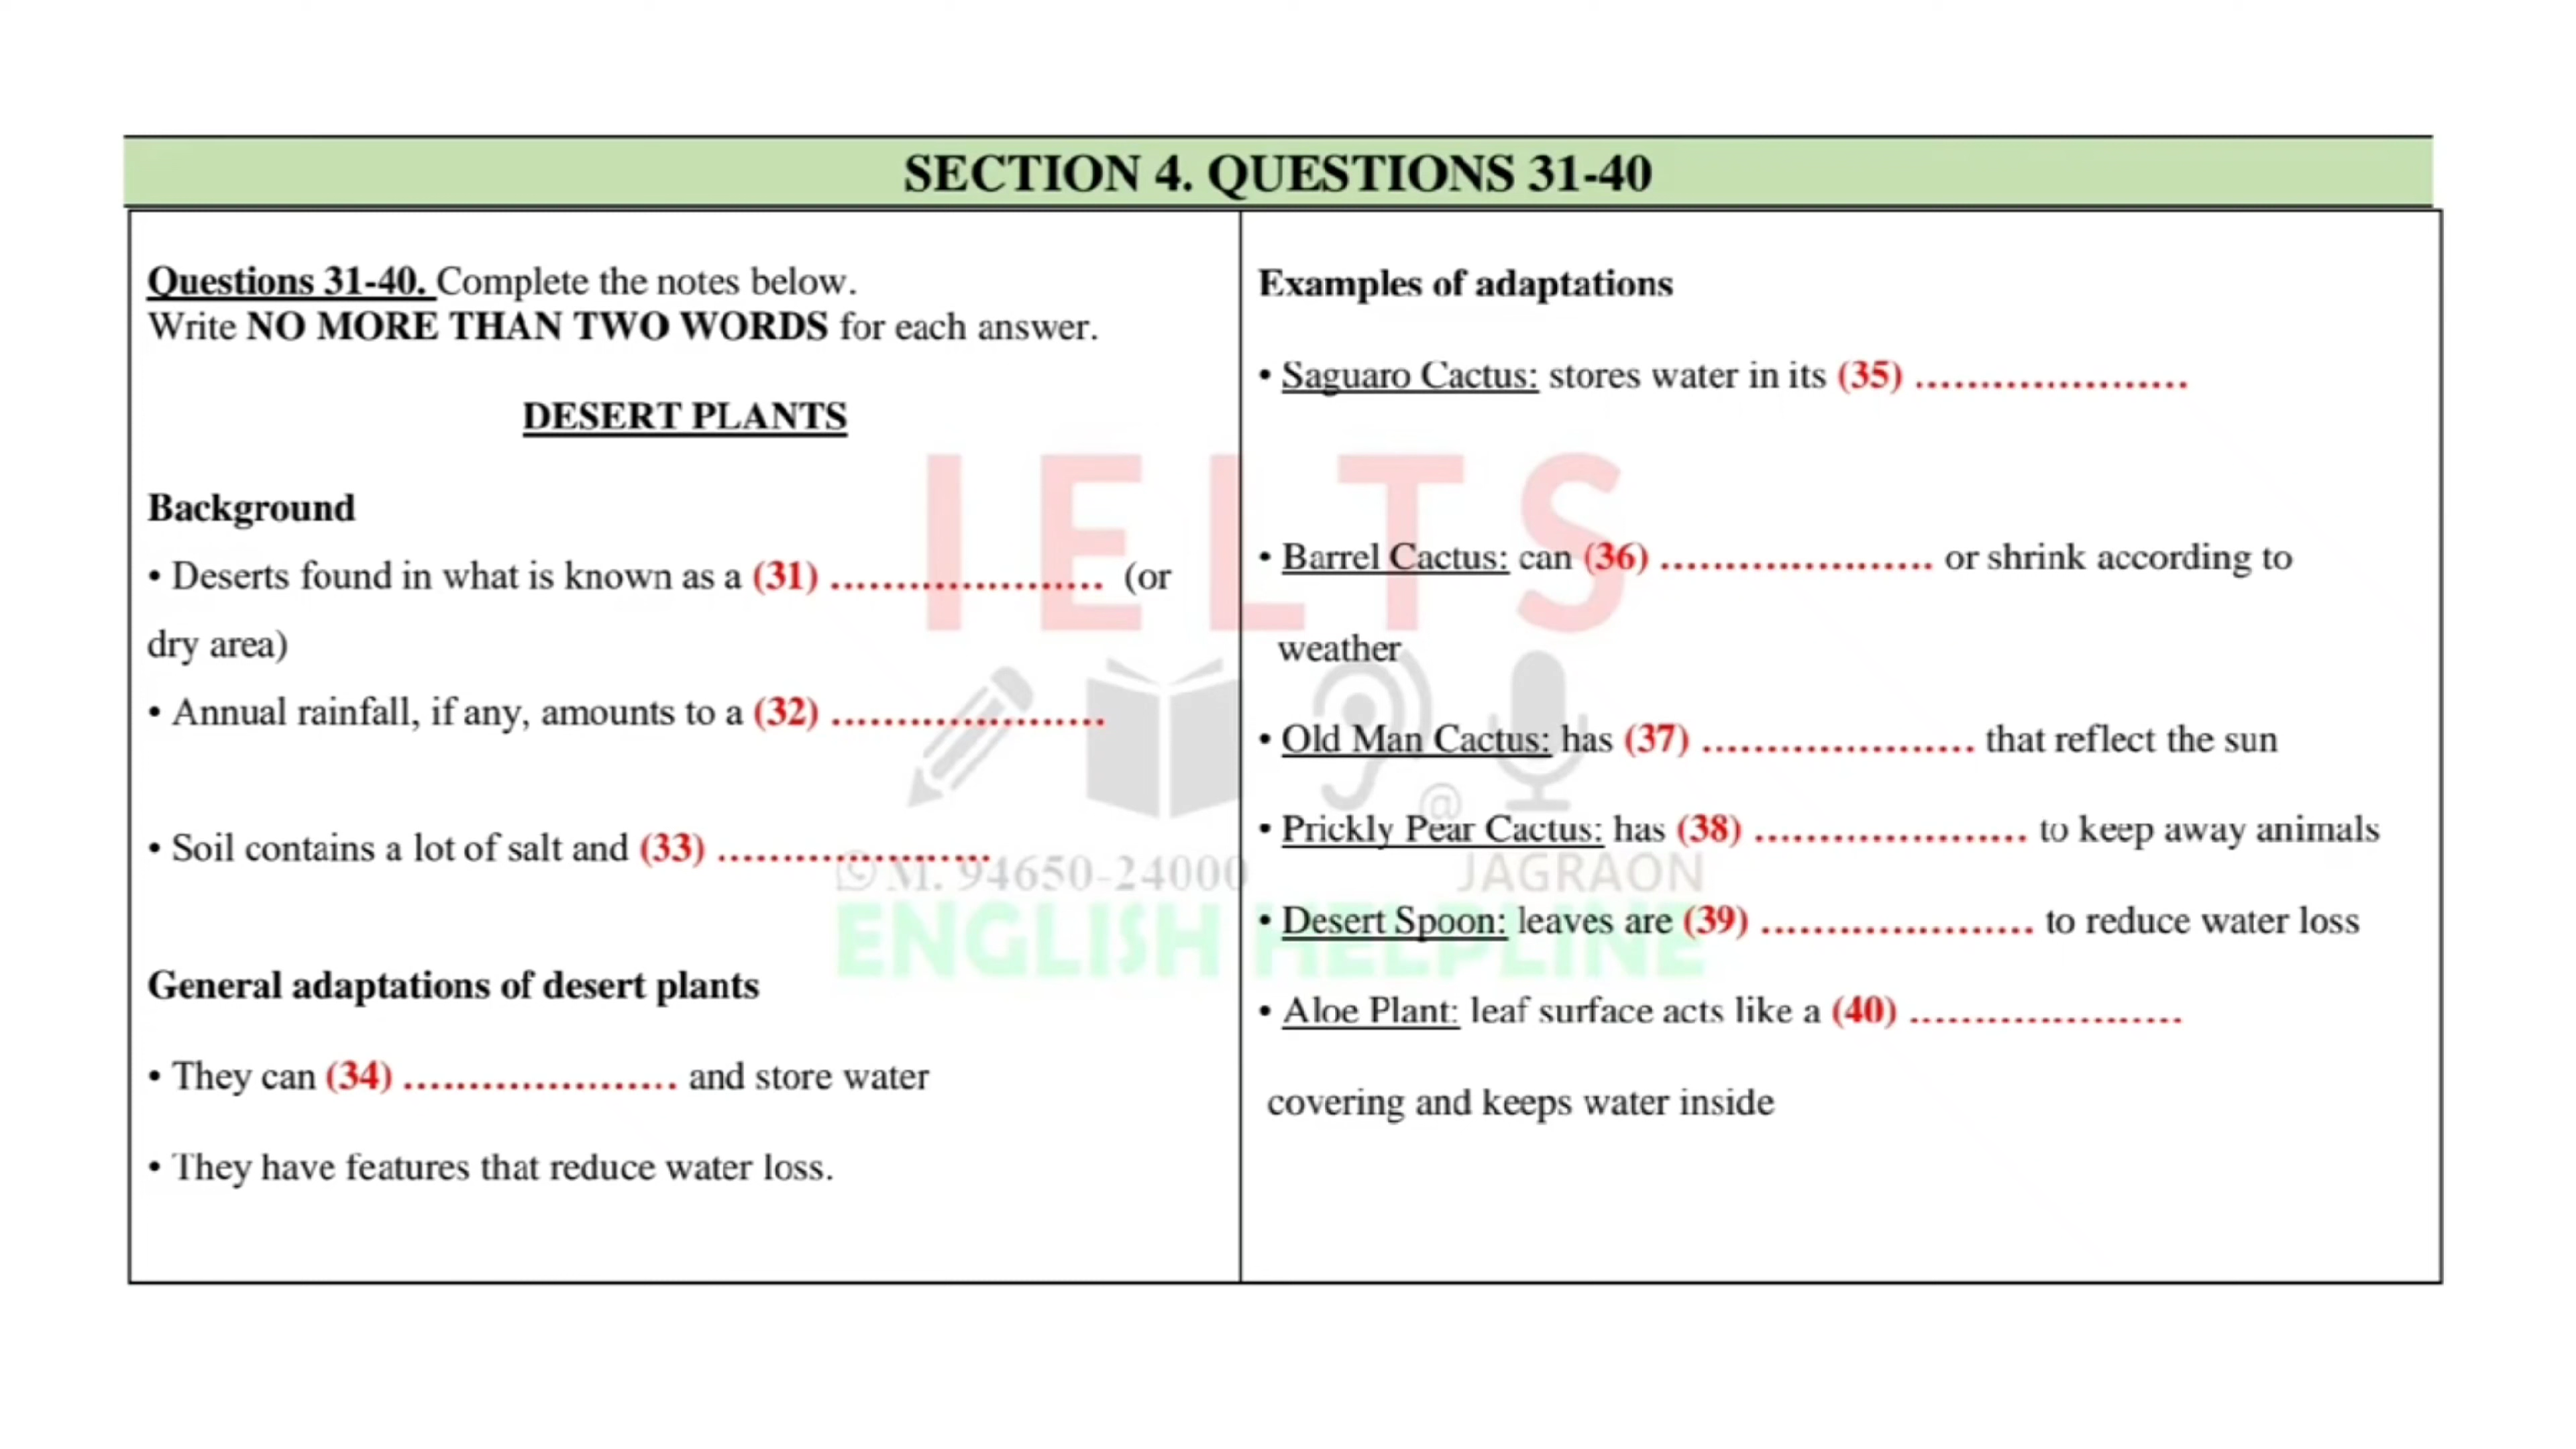 SECTION 4. QUESTIONS 31-40
Questions 31-40. Complete the notes below.
Write NO MORE THAN TWO WORDS for each answer.
DESERT PLANTS
Background
• Deserts found in what is known as a (31) ..................... (or
dry area)
• Annual rainfall, if any, amounts to a (32) .....................
• Soil contains a lot of salt and (33) .....................
General adaptations of desert plants
• They can (34) ..................... and store water
• They have features that reduce water loss.
Examples of adaptations
• Saguaro Cactus: stores water in its (35) .....................
• Barrel Cactus: can (36) ..................... or shrink according to
weather
• Old Man Cactus: has (37) ..................... that reflect the sun
• Prickly Pear Cactus: has (38) ..................... to keep away animals
• Desert Spoon: leaves are (39) ..................... to reduce water loss
• Aloe Plant: leaf surface acts like a (40) .....................
covering and keeps water inside
IELTS
@
M. 94650-24000 JAGRAON
ENGLISH HELPLINE